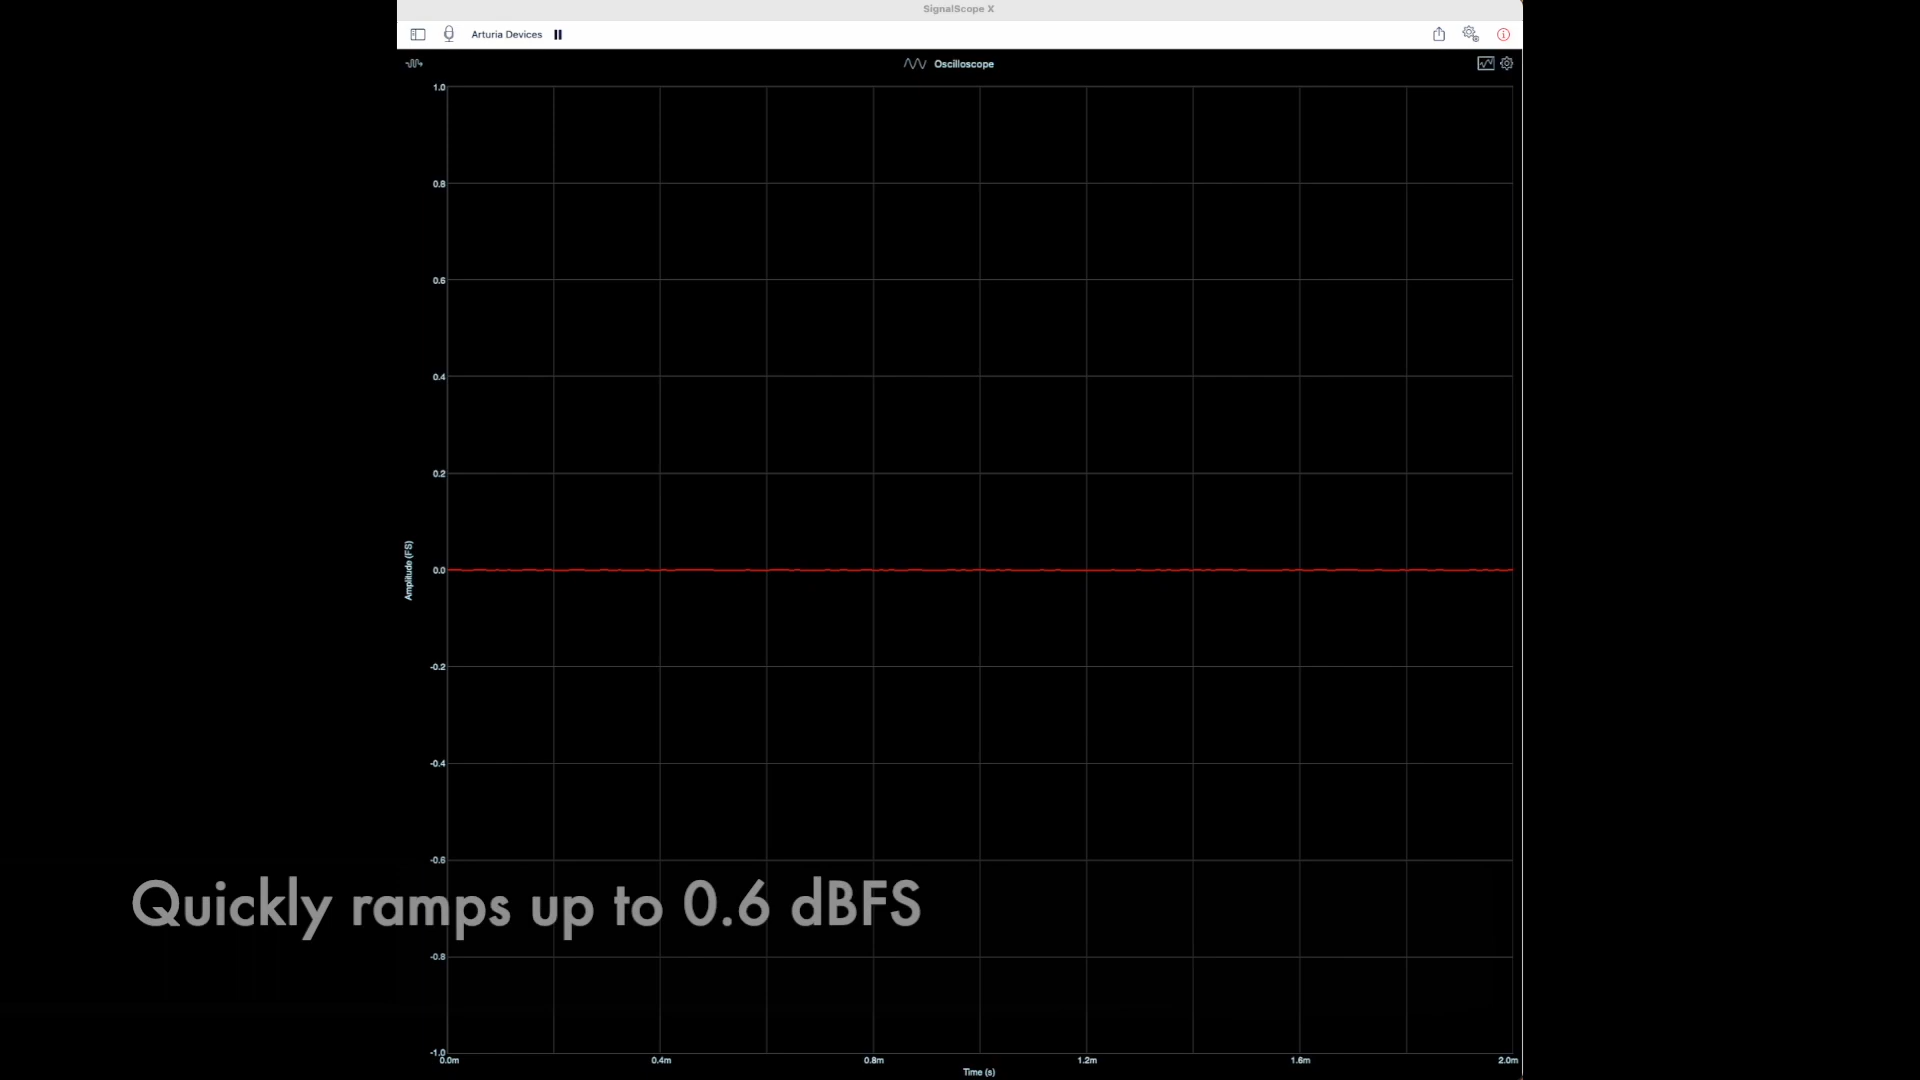 SignalScope X
Arturia Devices
Oscilloscope
1.0
0.8
0.6
0.4
0.2
Amplitude (FS)
0.0
-0.2
-0.4
-0.6
Quickly ramps up to 0.6 dBFS
-0.8
-1.0
0.0m 0.4m 0.8m 1.2m 1.6m 2.0m
Time (s)